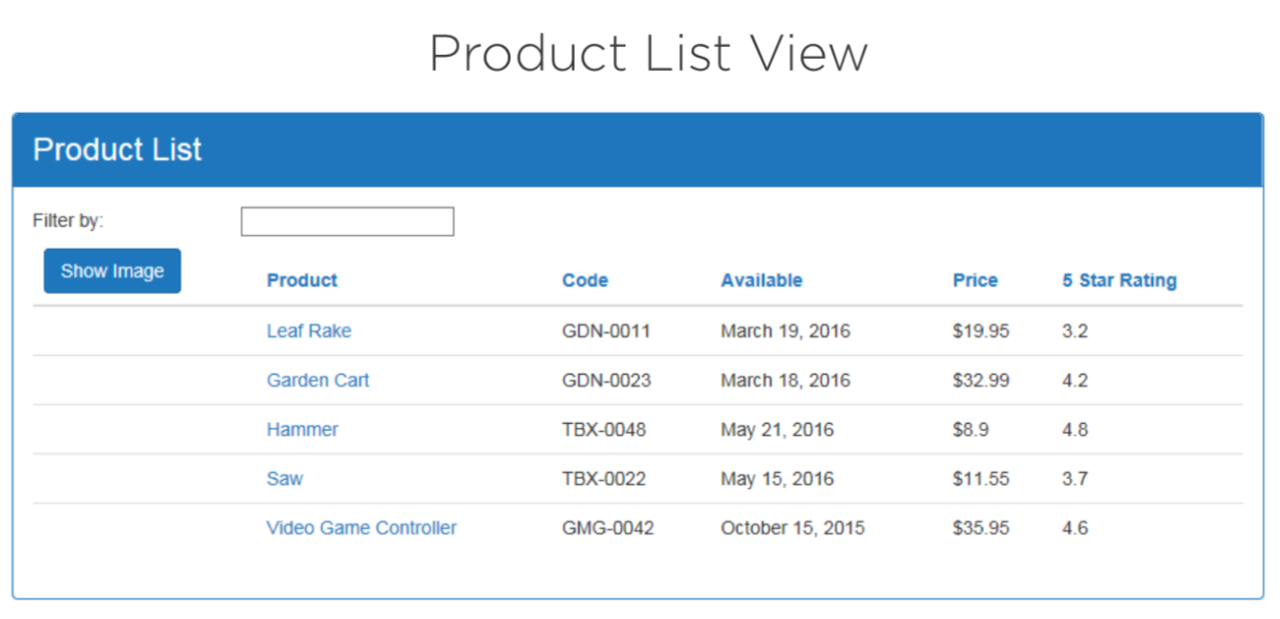 Product List View
Product List
Filter by:
Show Image Product Code Available Price 5 Star Rating
Leaf Rake GDN-0011 March 19, 2016 $19.95 3.2
Garden Cart GDN-0023 March 18, 2016 $32.99 4.2
Hammer TBX-0048 May 21, 2016 $8.9 4.8
Saw TBX-0022 May 15, 2016 $11.55 3.7
Video Game Controller GMG-0042 October 15, 2015 $35.95 4.6